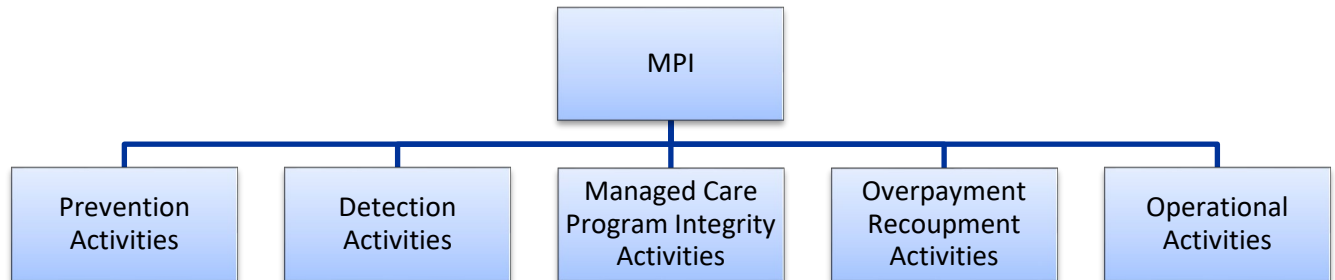 MPI
Prevention
Activities
Detection
Activities
Managed Care
Program Integrity
Activities
Overpayment
Recoupment
Activities
Operational
Activities